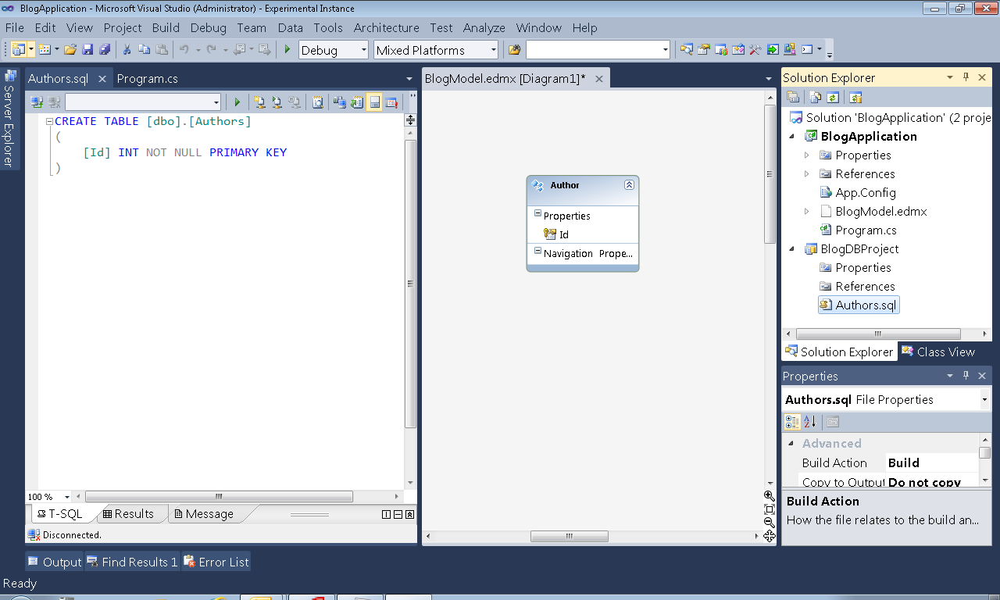 BlogApplication - Microsoft Visual Studio (Administrator) - Experimental Instance
File Edit View Project Build Debug Team Data Tools Architecture Test Analyze Window Help
Debug Mixed Platforms
Server Explorer
Authors.sql Program.cs
CREATE TABLE [dbo].[Authors]
(
[Id] INT NOT NULL PRIMARY KEY
)
100 %
T-SQL Results Message
Disconnected.
BlogModel.edmx [Diagram1]*
Author
Properties
Id
Navigation Prope...
Solution Explorer
Solution 'BlogApplication' (2 proje
BlogApplication
Properties
References
App.Config
BlogModel.edmx
Program.cs
BlogDBProject
Properties
References
Authors.sql
Solution Explorer Class View
Properties
Authors.sql File Properties
Advanced
Build Action Build
Copy to Output Do not copy
Build Action
How the file relates to the build an...
Output Find Results 1 Error List
Ready